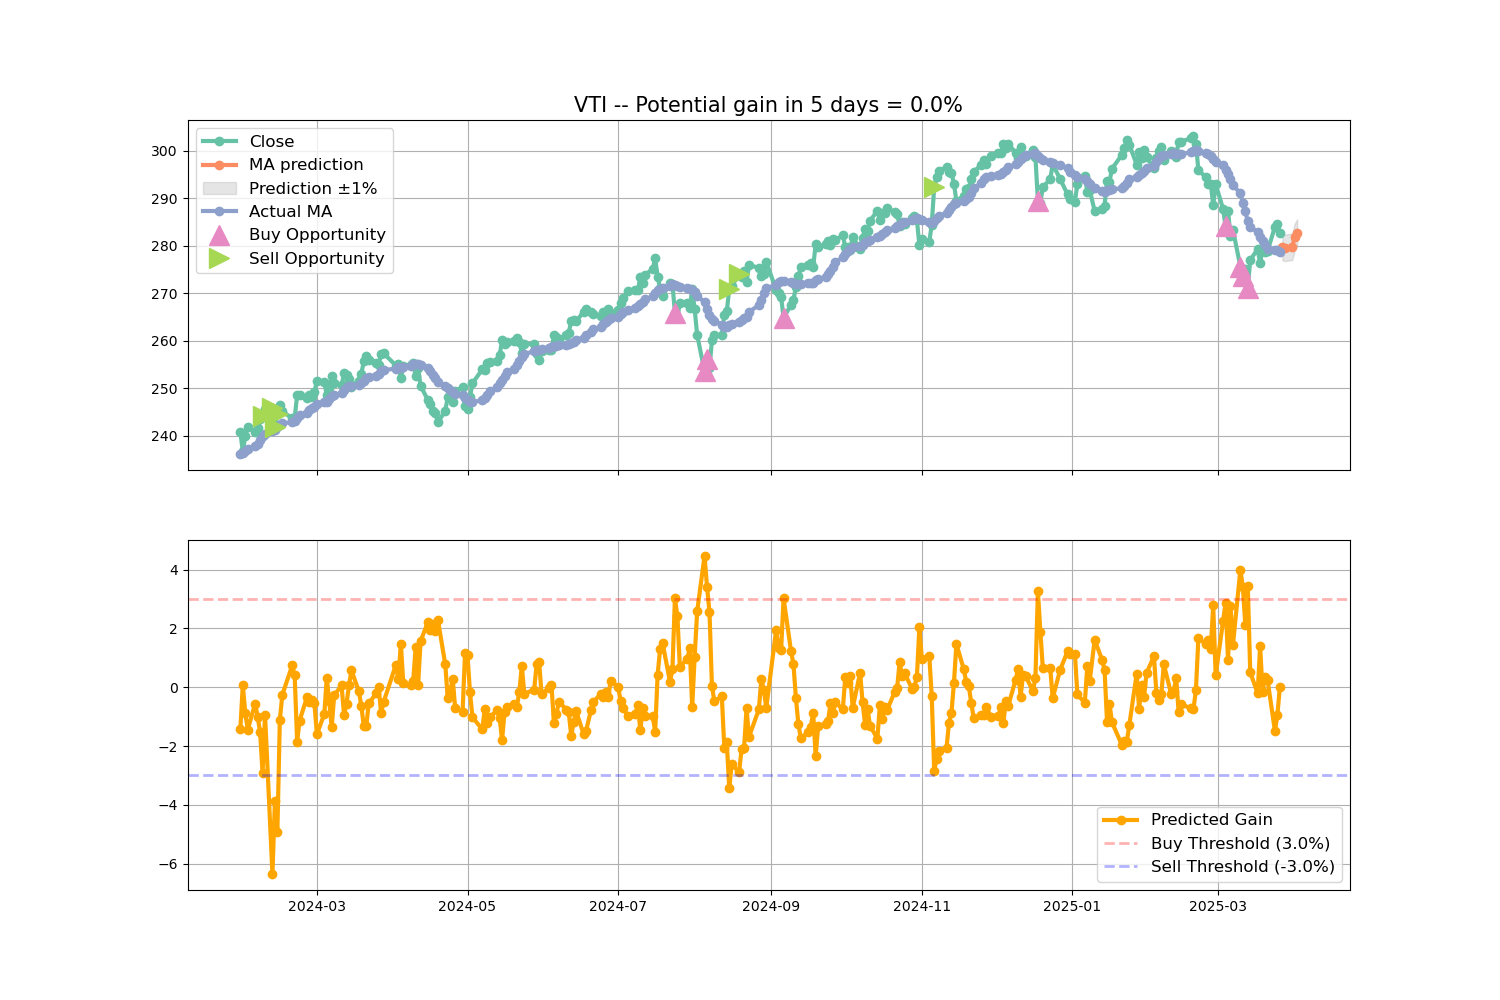 VTI -- Potential gain in 5 days = 0.0%
300
290
280
270
260
250
240
Close
MA prediction
Prediction ±1%
Actual MA
Buy Opportunity
Sell Opportunity
4
2
0
−2
−4
−6
Predicted Gain
Buy Threshold (3.0%)
Sell Threshold (-3.0%)
2024-03
2024-05
2024-07
2024-09
2024-11
2025-01
2025-03